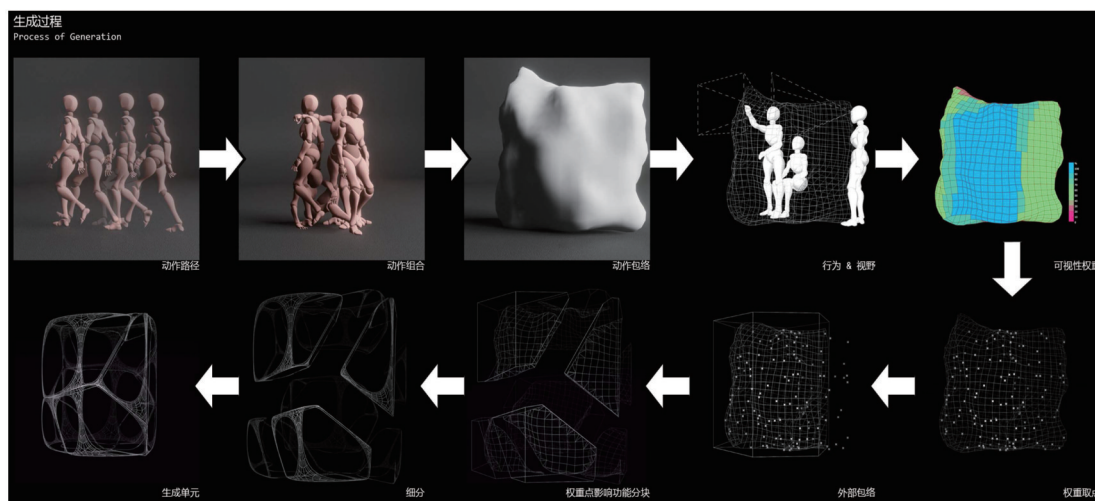 生成过程
Process of Generation
动作路径
动作组合
动作包络
行为 & 视野
可视性权重
生成单元
细分
权重点影响功能分块
外部包络
权重取点